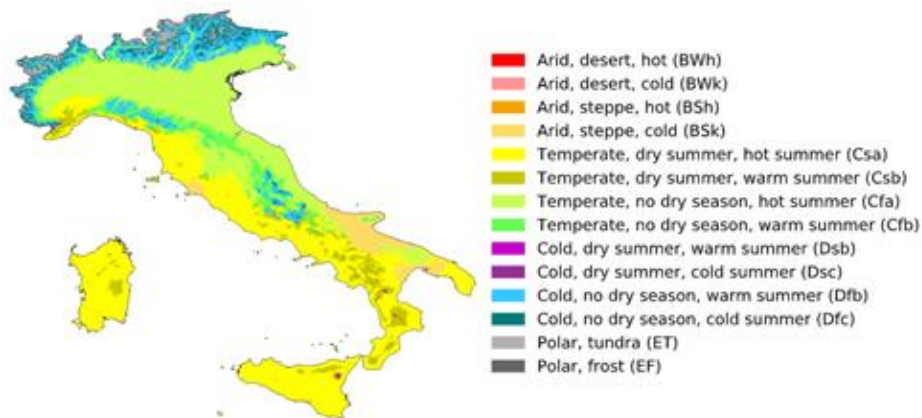 Arid, desert, hot (BWh)
Arid, desert, cold (BWk)
Arid, steppe, hot (BSh)
Arid, steppe, cold (BSk)
Temperate, dry summer, hot summer (Csa)
Temperate, dry summer, warm summer (Csb)
Temperate, no dry season, hot summer (Cfa)
Temperate, no dry season, warm summer (Cfb)
Cold, dry summer, warm summer (Dsb)
Cold, dry summer, cold summer (Dsc)
Cold, no dry season, warm summer (Dfb)
Cold, no dry season, cold summer (Dfc)
Polar, tundra (ET)
Polar, frost (EF)